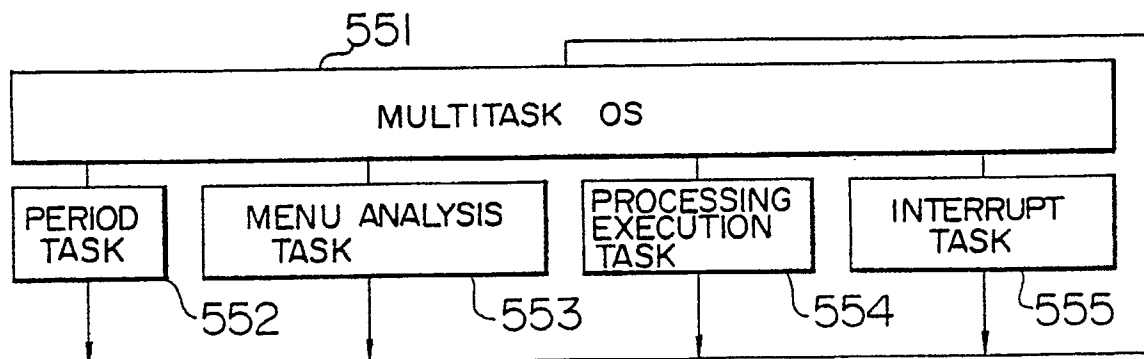 551
MULTITASK OS
PERIOD
TASK
MENU ANALYSIS
TASK
PROCESSING
EXECUTION
TASK
INTERRUPT
TASK
552
553
554
555